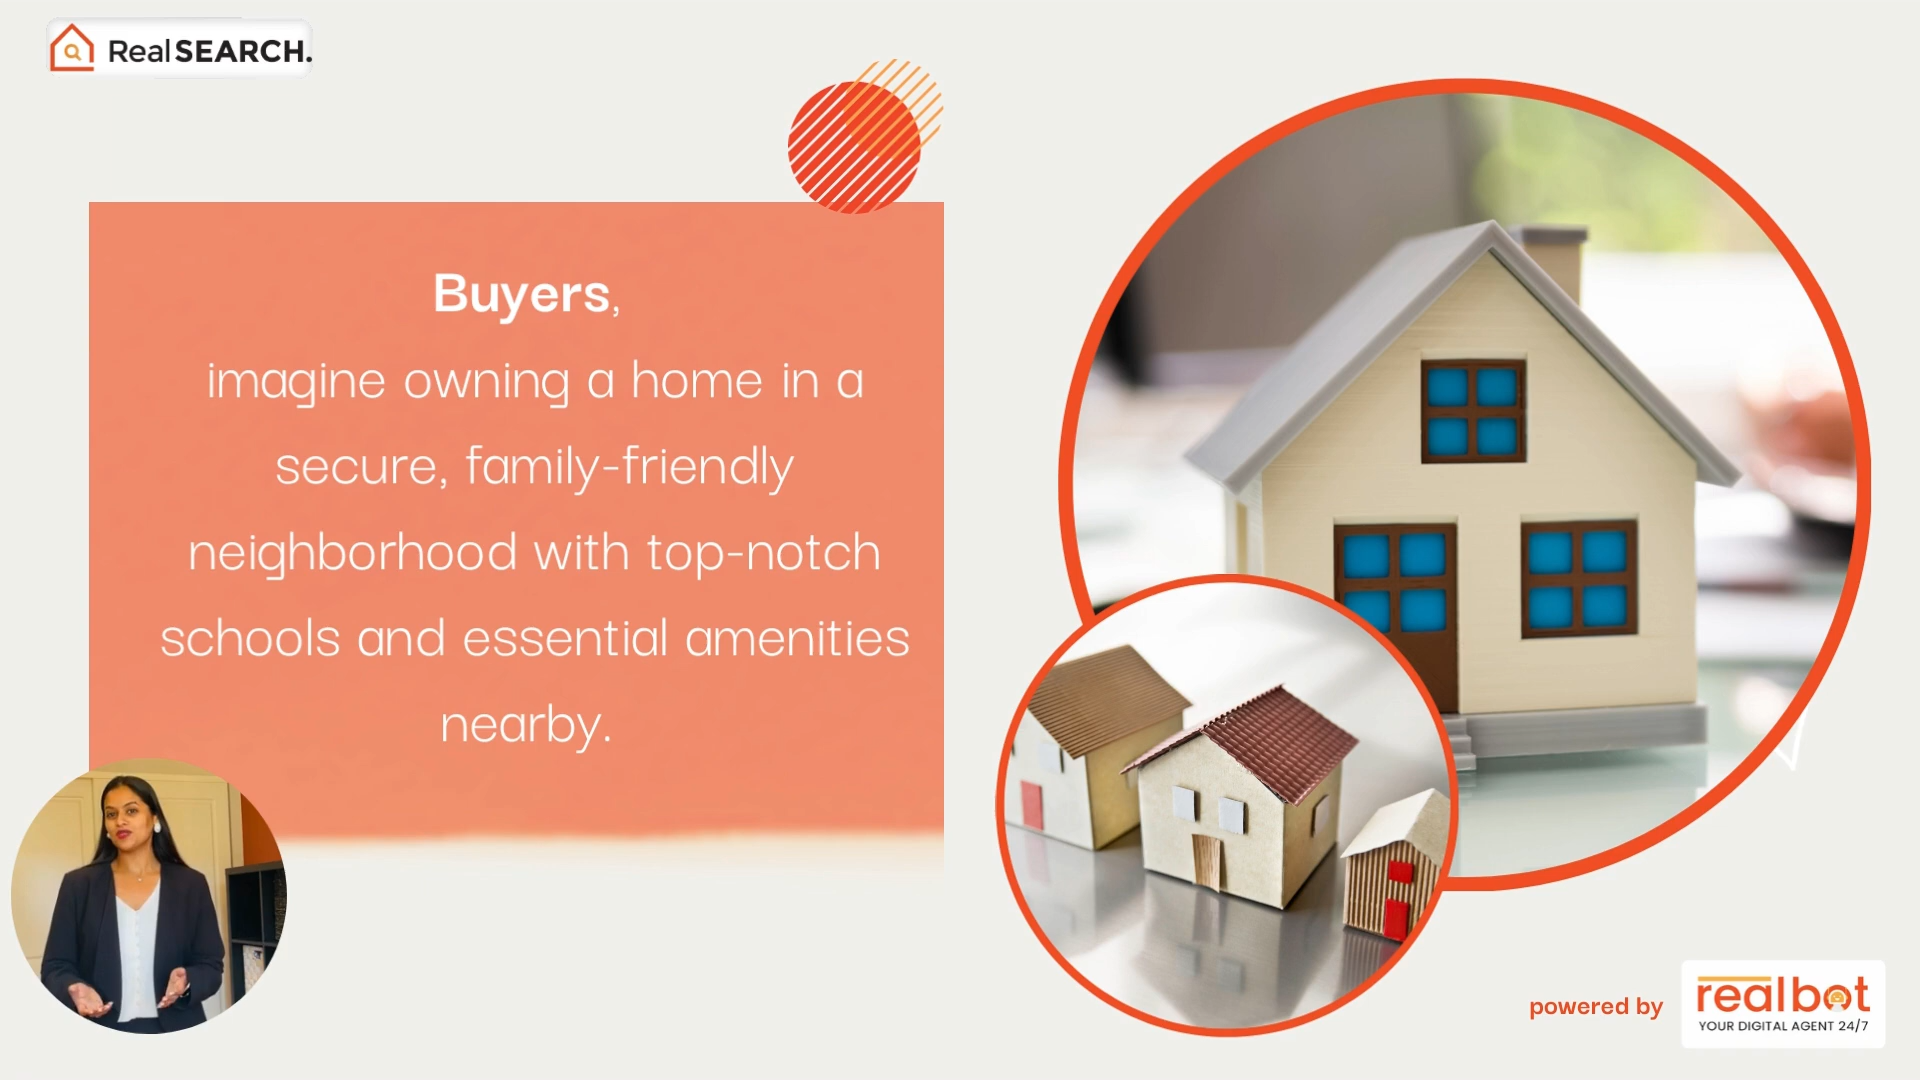 RealSEARCH.
Buyers,
imagine owning a home in a
secure, family-friendly
neighborhood with top-notch
schools and essential amenities
nearby.
powered by
realbot
YOUR DIGITAL AGENT 24/7